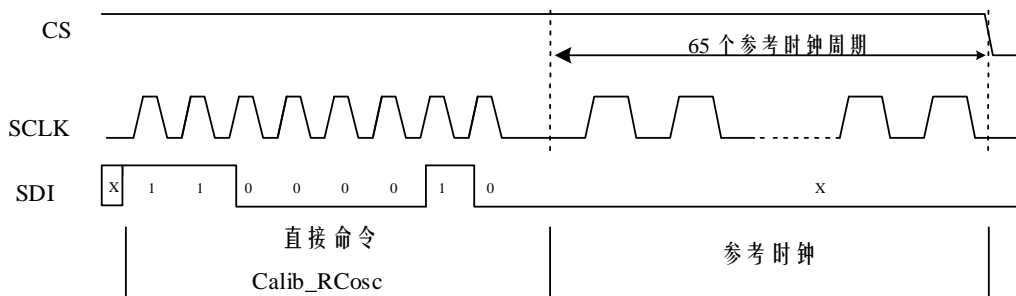 CS
65 个参考时钟周期
SCLK
SDI
X 1 1 0 0 0 0 1 0 X
直接命令
Calib_RCosc
参考时钟